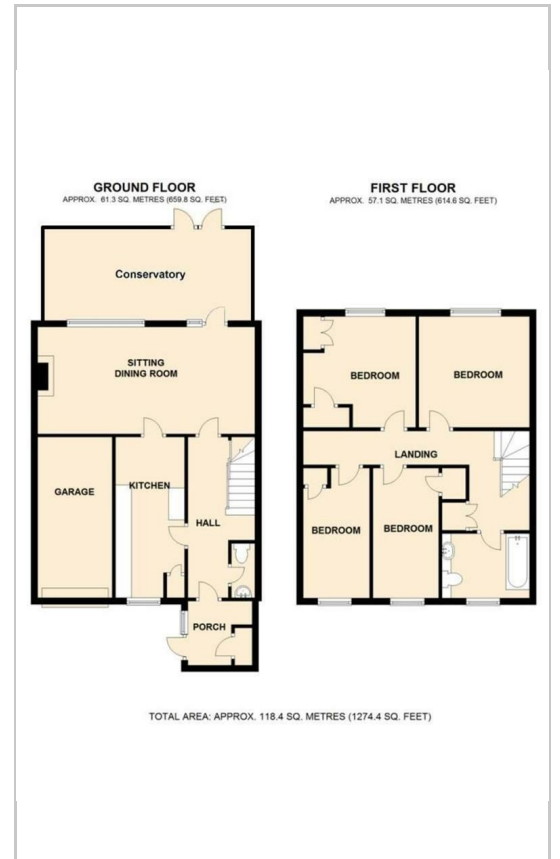 GROUND FLOOR
APPROX. 61.3 SQ. METRES (659.8 SQ. FEET)
Conservatory
SITTING
DINING ROOM
GARAGE
KITCHEN
HALL
PORCH
FIRST FLOOR
APPROX. 57.1 SQ. METRES (614.6 SQ. FEET)
BEDROOM
BEDROOM
LANDING
BEDROOM
BEDROOM
TOTAL AREA: APPROX. 118.4 SQ. METRES (1274.4 SQ. FEET)